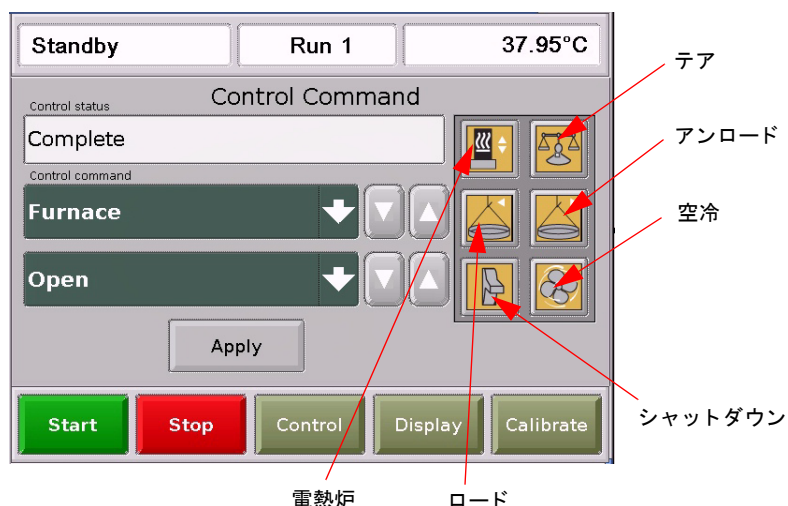 Standby
Run 1
37.95°C
テア
Control Command
Control status
Complete
アンロード
Control command
Furnace
空冷
Open
Apply
シャットダウン
Start
Stop
Control
Display
Calibrate
電熱炉
ロード